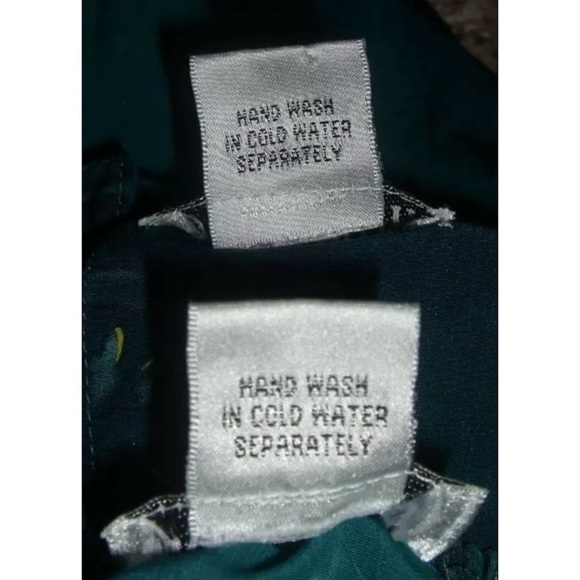 HAND WASH
IN COLD WATER
SEPARATELY
HAND WASH
IN COLD WATER
SEPARATELY